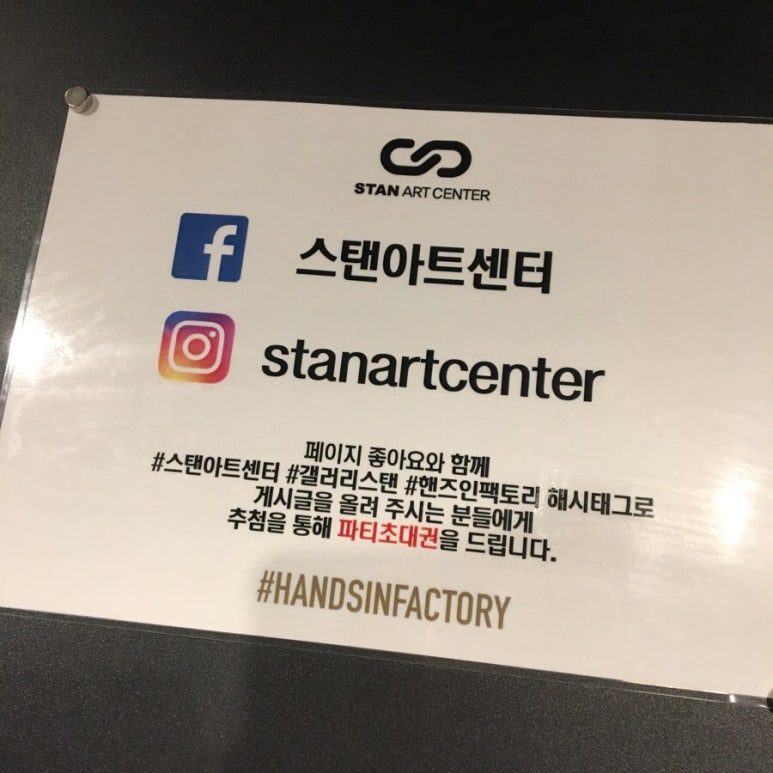 STAN ART CENTER
스탠아트센터
stanartcenter
페이지 좋아요와 함께
#스탠아트센터 #갤러리스탠 #핸즈인팩토리 해시태그로
게시글을 올려 주시는 분들에게
추첨을 통해 파티초대권을 드립니다.
#HANDSINFACTORY